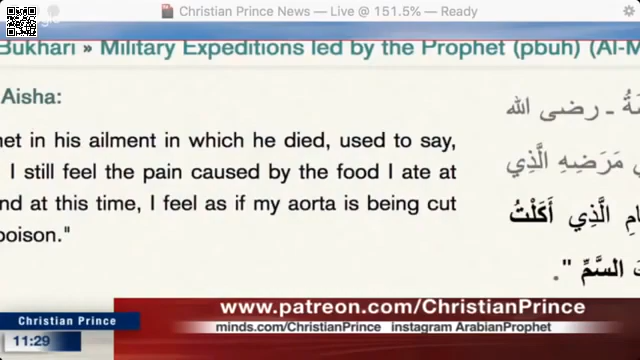 Christian Prince News — Live @ 151.5% — Ready
Bukhari » Military Expeditions led by the Prophet (pbuh) (Al-M
Aisha:
ـ رضى الله
et in his ailment in which he died, used to say,
مَرَضِهِ الَّذِي
I still feel the pain caused by the food I ate at
الَّذِي أَكَلْتُ
nd at this time, I feel as if my aorta is being cut
poison."
السَّمِّ ".
www.patreon.com/ChristianPrince
Christian Prince
minds.com/ChristianPrince instagram ArabianProphet
11:29